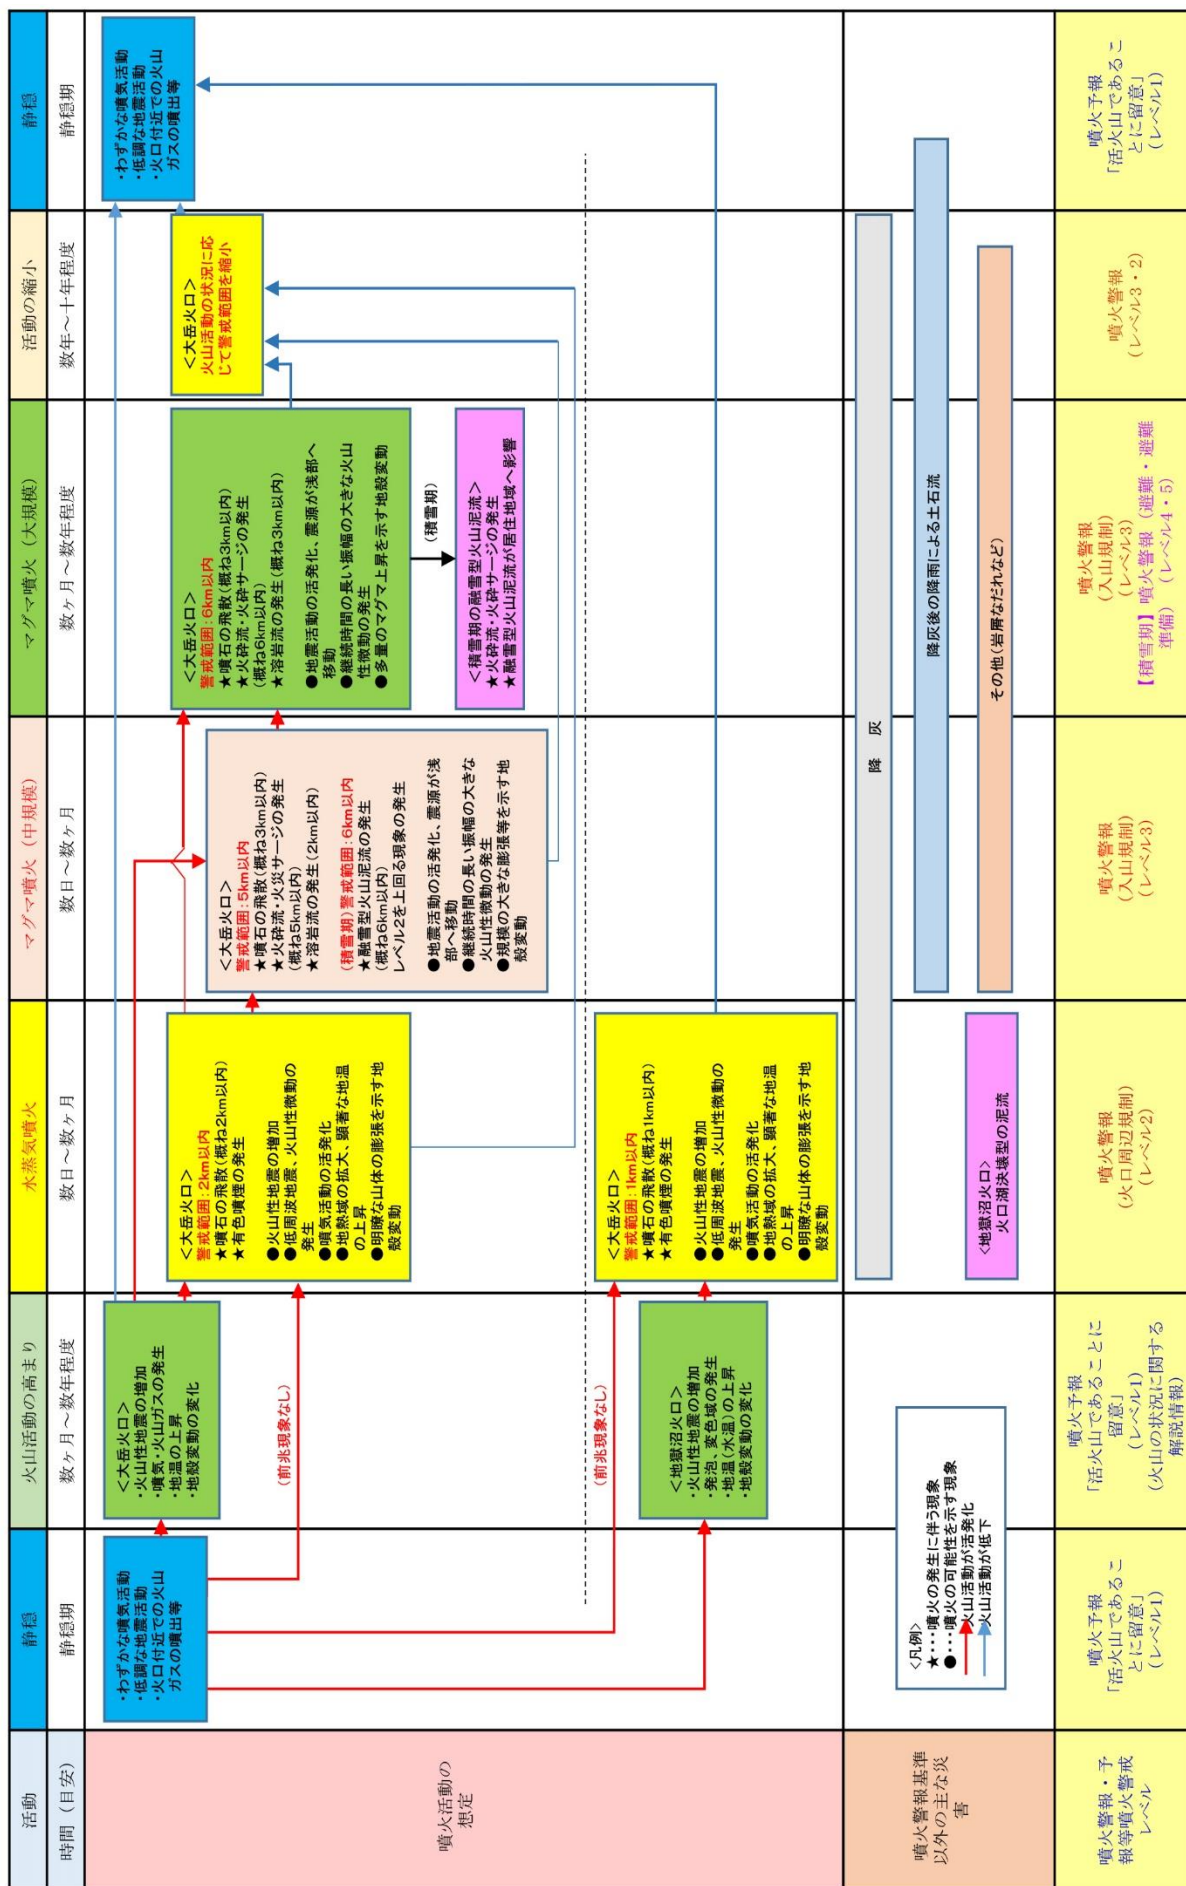 活動
静穏
火山活動の高まり
水蒸気噴火
マグマ噴火（中規模）
マグマ噴火（大規模）
活動の縮小
静穏
時間（目安）
静穏期
数ヶ月～数年程度
数日～数ヶ月
数日～数ヶ月
数ヶ月～数年程度
数年～十年程度
静穏期
噴火活動の
想定
・わずかな噴気活動
・低調な地震活動
・火口付近での火山
ガスの噴出等
＜大岳火口＞
・火山性地震の増加
・噴気・火山ガスの発生
・地温の上昇
・地殻変動の変化
(前兆現象なし)
＜大岳火口＞
警戒範囲：2km以内
★噴石の飛散(概ね2km以内)
★有色噴煙の発生
●火山性地震の増加
●低周波地震、火山性微動の
発生
●噴気活動の活発化
●地熱域の拡大、顕著な地温
の上昇
●明瞭な山体の膨張を示す地
殻変動
＜大岳火口＞
警戒範囲：5km以内
★噴石の飛散(概ね3km以内)
★火砕流・火災サージの発生
(概ね5km以内)
★溶岩流の発生(2km以内)
(積雪期)警戒範囲：6km以内
★融雪型火山泥流の発生
(概ね6km以内)
レベル2を上回る現象の発生
●地震活動の活発化、震源が浅
部へ移動
●継続時間の長い振幅の大きな
火山性微動の発生
●規模の大きな膨張等を示す地
殻変動
＜大岳火口＞
警戒範囲：6km以内
★噴石の飛散(概ね3km以内)
★火砕流・火砕サージの発生
(概ね6km以内)
★溶岩流の発生(概ね3km以内)
●地震活動の活発化、震源が浅部へ
移動
●継続時間の長い振幅の大きな火山
性微動の発生
●多量のマグマ上昇を示す地殻変動
(積雪期)
＜積雪期の融雪型火山泥流＞
★火砕流・火砕サージの発生
★融雪型火山泥流が居住地域へ影響
＜大岳火口＞
火山活動の状況に応
じて警戒範囲を縮小
・わずかな噴気活動
・低調な地震活動
・火口付近での火山
ガスの噴出等
(前兆現象なし)
＜地獄沼火口＞
・火山性地震の増加
・発泡、変色域の発生
・地温(水温)の上昇
・地殻変動の変化
＜大岳火口＞
警戒範囲：1km以内
★噴石の飛散(概ね1km以内)
★有色噴煙の発生
●火山性地震の増加
●低周波地震、火山性微動の
発生
●噴気活動の活発化
●地熱域の拡大、顕著な地温
の上昇
●明瞭な山体の膨張を示す地
殻変動
噴火警報基準
以外の主な災
害
＜凡例＞
★・・・噴火の発生に伴う現象
●・・・噴火の可能性を示す現象
火山活動が活発化
火山活動が低下
降 灰
降灰後の降雨による土石流
＜地獄沼火口＞
火口湖決壊型の泥流
その他(岩屑なだれなど)
噴火警報・予
報等噴火警戒
レベル
噴火予報
「活火山であるこ
とに留意」
(レベル1)
噴火予報
「活火山であることに
留意」
(レベル1)
(火山の状況に関する
解説情報)
噴火警報
(火口周辺規制)
(レベル2)
噴火警報
(入山規制)
(レベル3)
噴火警報
(入山規制)
(レベル3)
【積雪期】噴火警報（避難・避難
準備）（レベル4・5）
噴火警報
(レベル3・2)
噴火予報
「活火山であるこ
とに留意」
(レベル1)